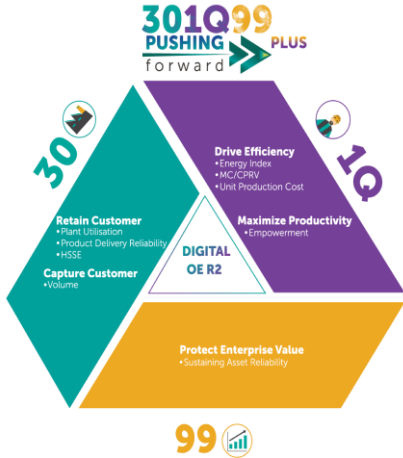 301Q99
PUSHING
PLUS
forward
30
1Q
Drive Efficiency
•Energy Index
•MC/CPRV
•Unit Production Cost
Maximize Productivity
•Empowerment
Retain Customer
•Plant Utilisation
•Product Delivery Reliability
•HSSE
Capture Customer
•Volume
DIGITAL
OE R2
Protect Enterprise Value
•Sustaining Asset Reliability
99